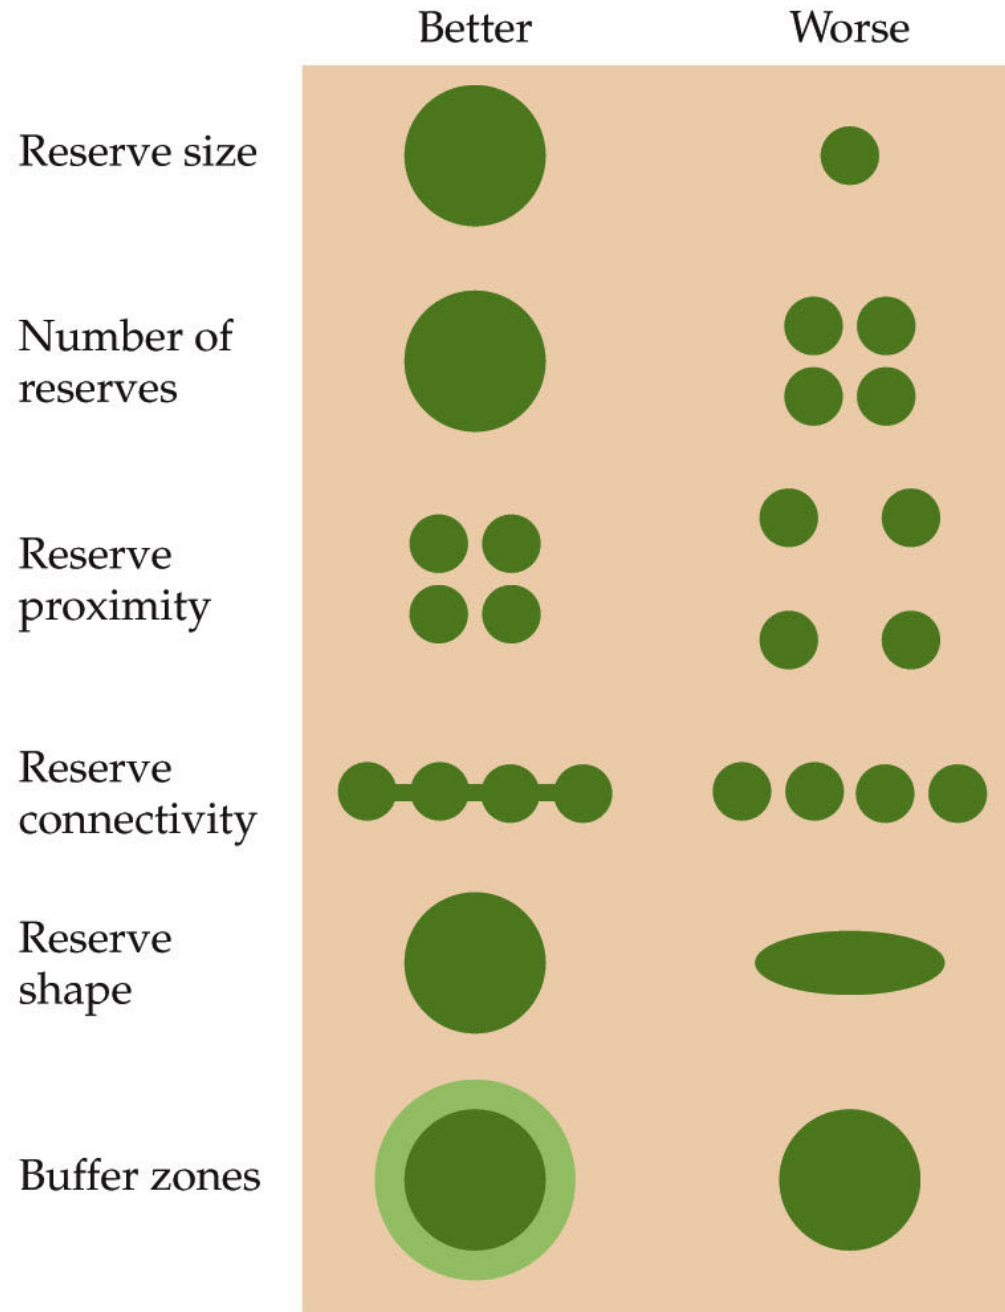 Better Worse
Reserve size
Number of
reserves
Reserve
proximity
Reserve
connectivity
Reserve
shape
Buffer zones